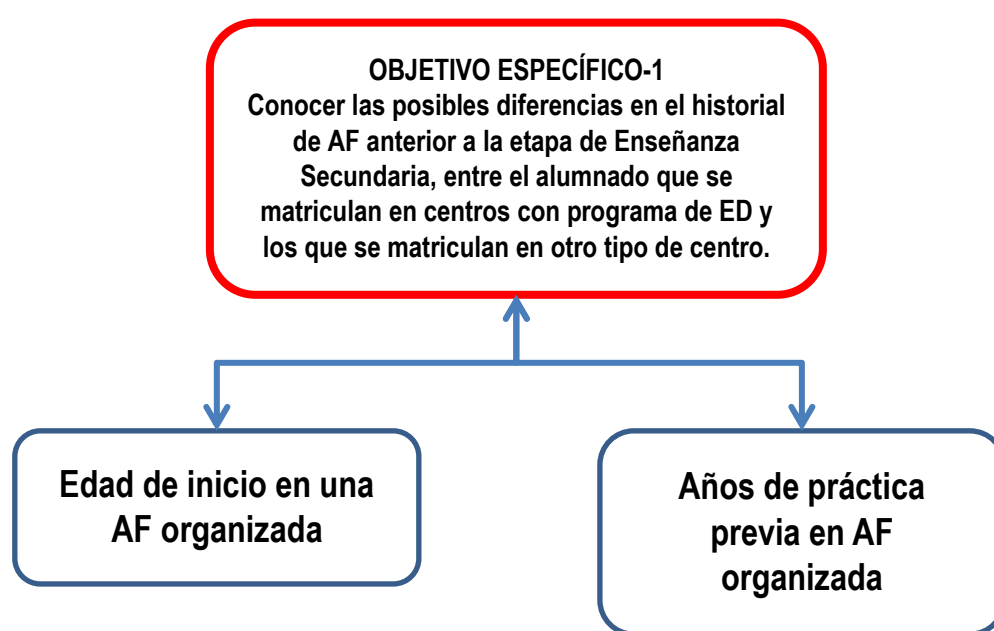 OBJETIVO ESPECÍFICO-1
Conocer las posibles diferencias en el historial
de AF anterior a la etapa de Enseñanza
Secundaria, entre el alumnado que se
matriculan en centros con programa de ED y
los que se matriculan en otro tipo de centro.
Edad de inicio en una
AF organizada
Años de práctica
previa en AF
organizada